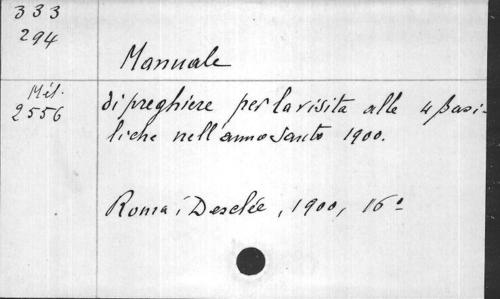 333
294
Manuale
Mél.
2556
di preghiere per la visita alle 4 Basi-
liche nell'anno Santo 1900.
Roma, Desclée, 1900, 16°